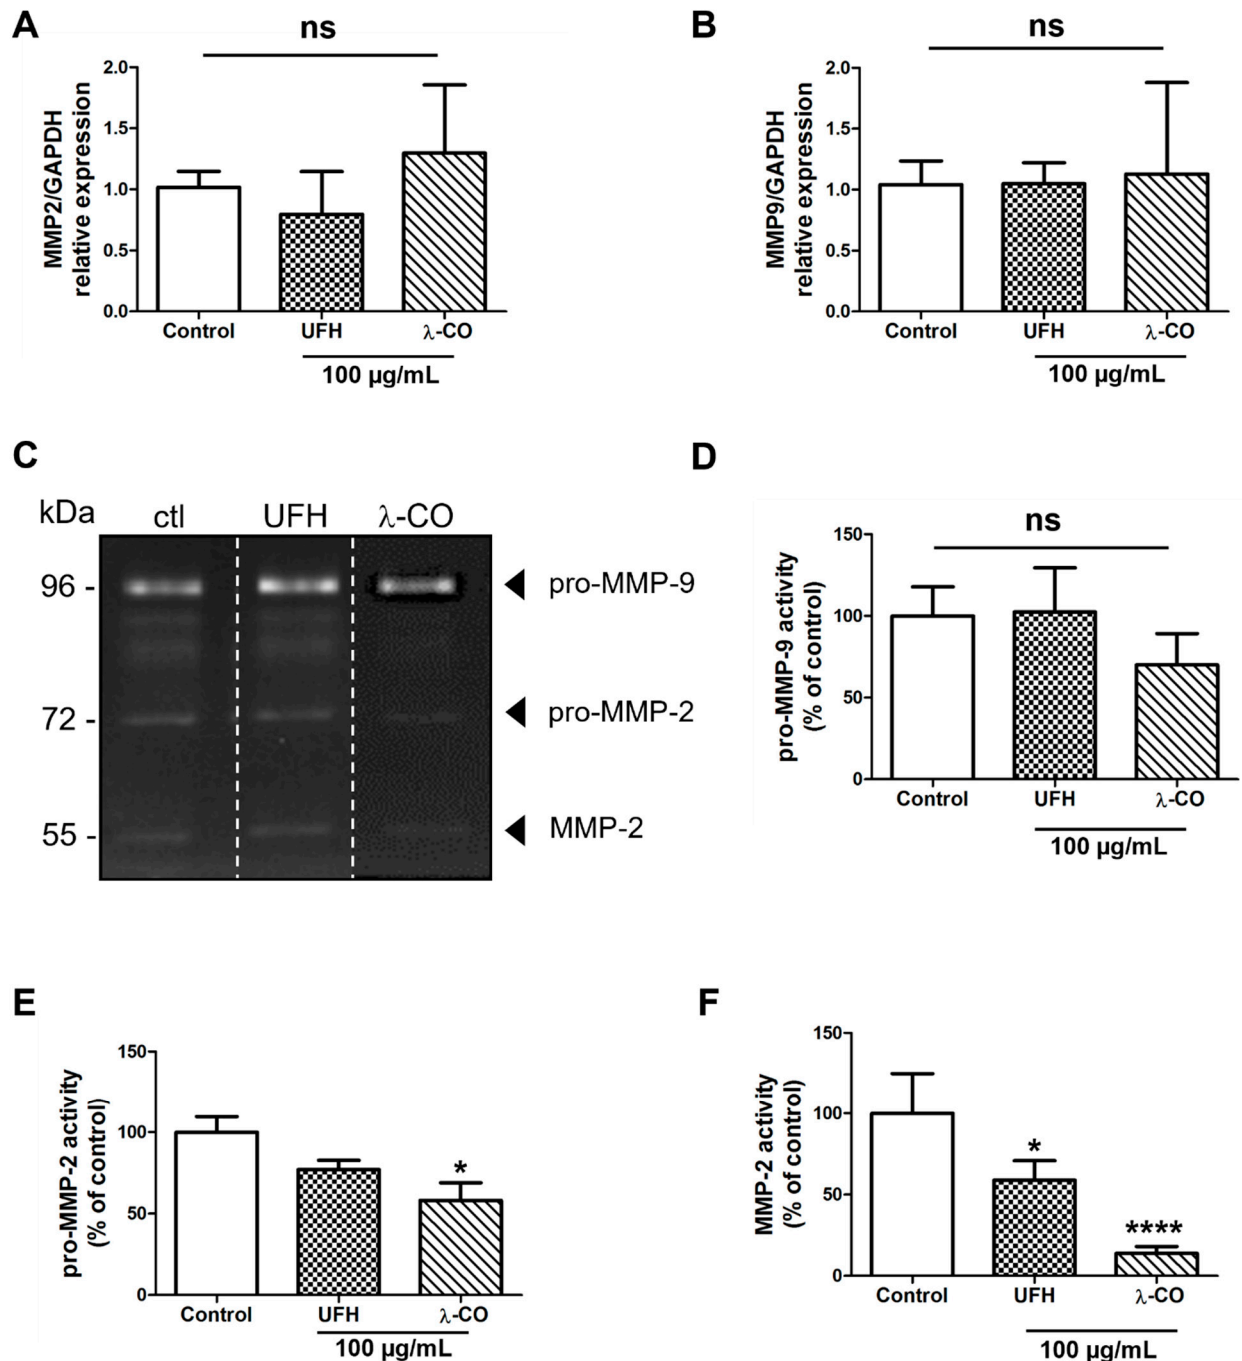 A
ns
MMP2/GAPDH
relative expression
2.0
1.5
1.0
0.5
0.0
Control UFH λ-CO
100 µg/mL
B
ns
MMP9/GAPDH
relative expression
2.0
1.5
1.0
0.5
0.0
Control UFH λ-CO
100 µg/mL
C
kDa ctl UFH λ-CO
96 - pro-MMP-9
72 - pro-MMP-2
55 - MMP-2
D
ns
pro-MMP-9 activity
(% of control)
150
100
50
0
Control UFH λ-CO
100 µg/mL
E
pro-MMP-2 activity
(% of control)
150
100
50
0
*
Control UFH λ-CO
100 µg/mL
F
MMP-2 activity
(% of control)
150
100
50
0
*
****
Control UFH λ-CO
100 µg/mL